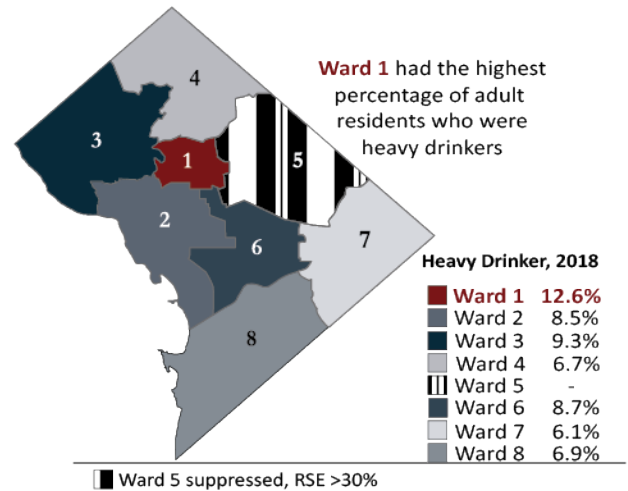 4
Ward 1 had the highest
percentage of adult
residents who were
heavy drinkers
3
1
5
2
6
7
8
Heavy Drinker, 2018
Ward 1 12.6%
Ward 2 8.5%
Ward 3 9.3%
Ward 4 6.7%
Ward 5 -
Ward 6 8.7%
Ward 7 6.1%
Ward 8 6.9%
Ward 5 suppressed, RSE >30%